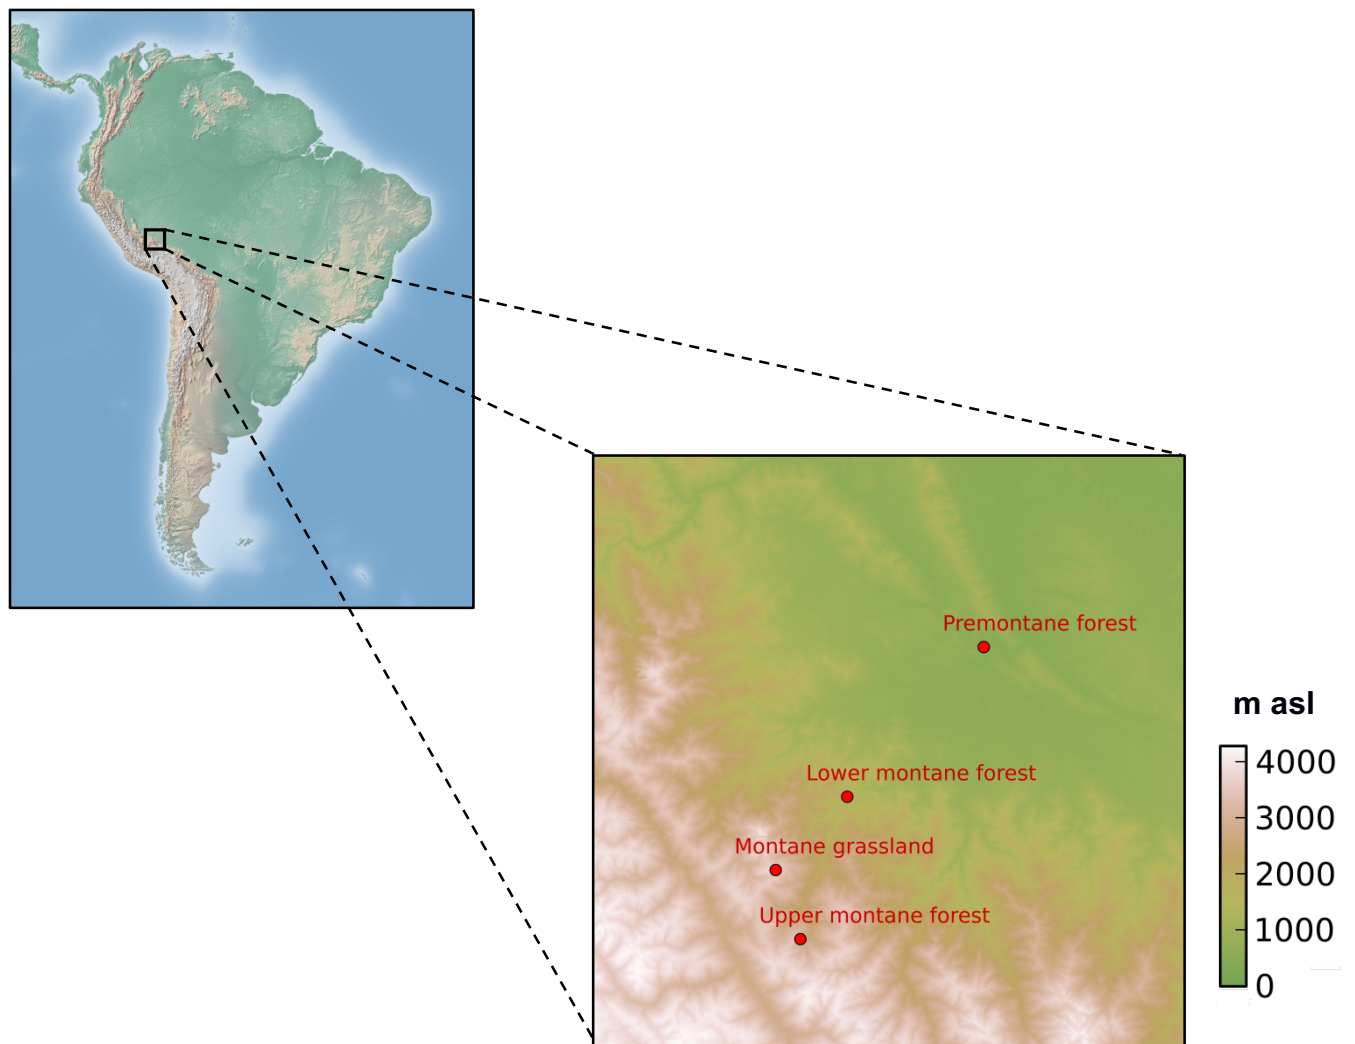 Premontane forest
Lower montane forest
Montane grassland
Upper montane forest
m asl
4000
3000
2000
1000
0